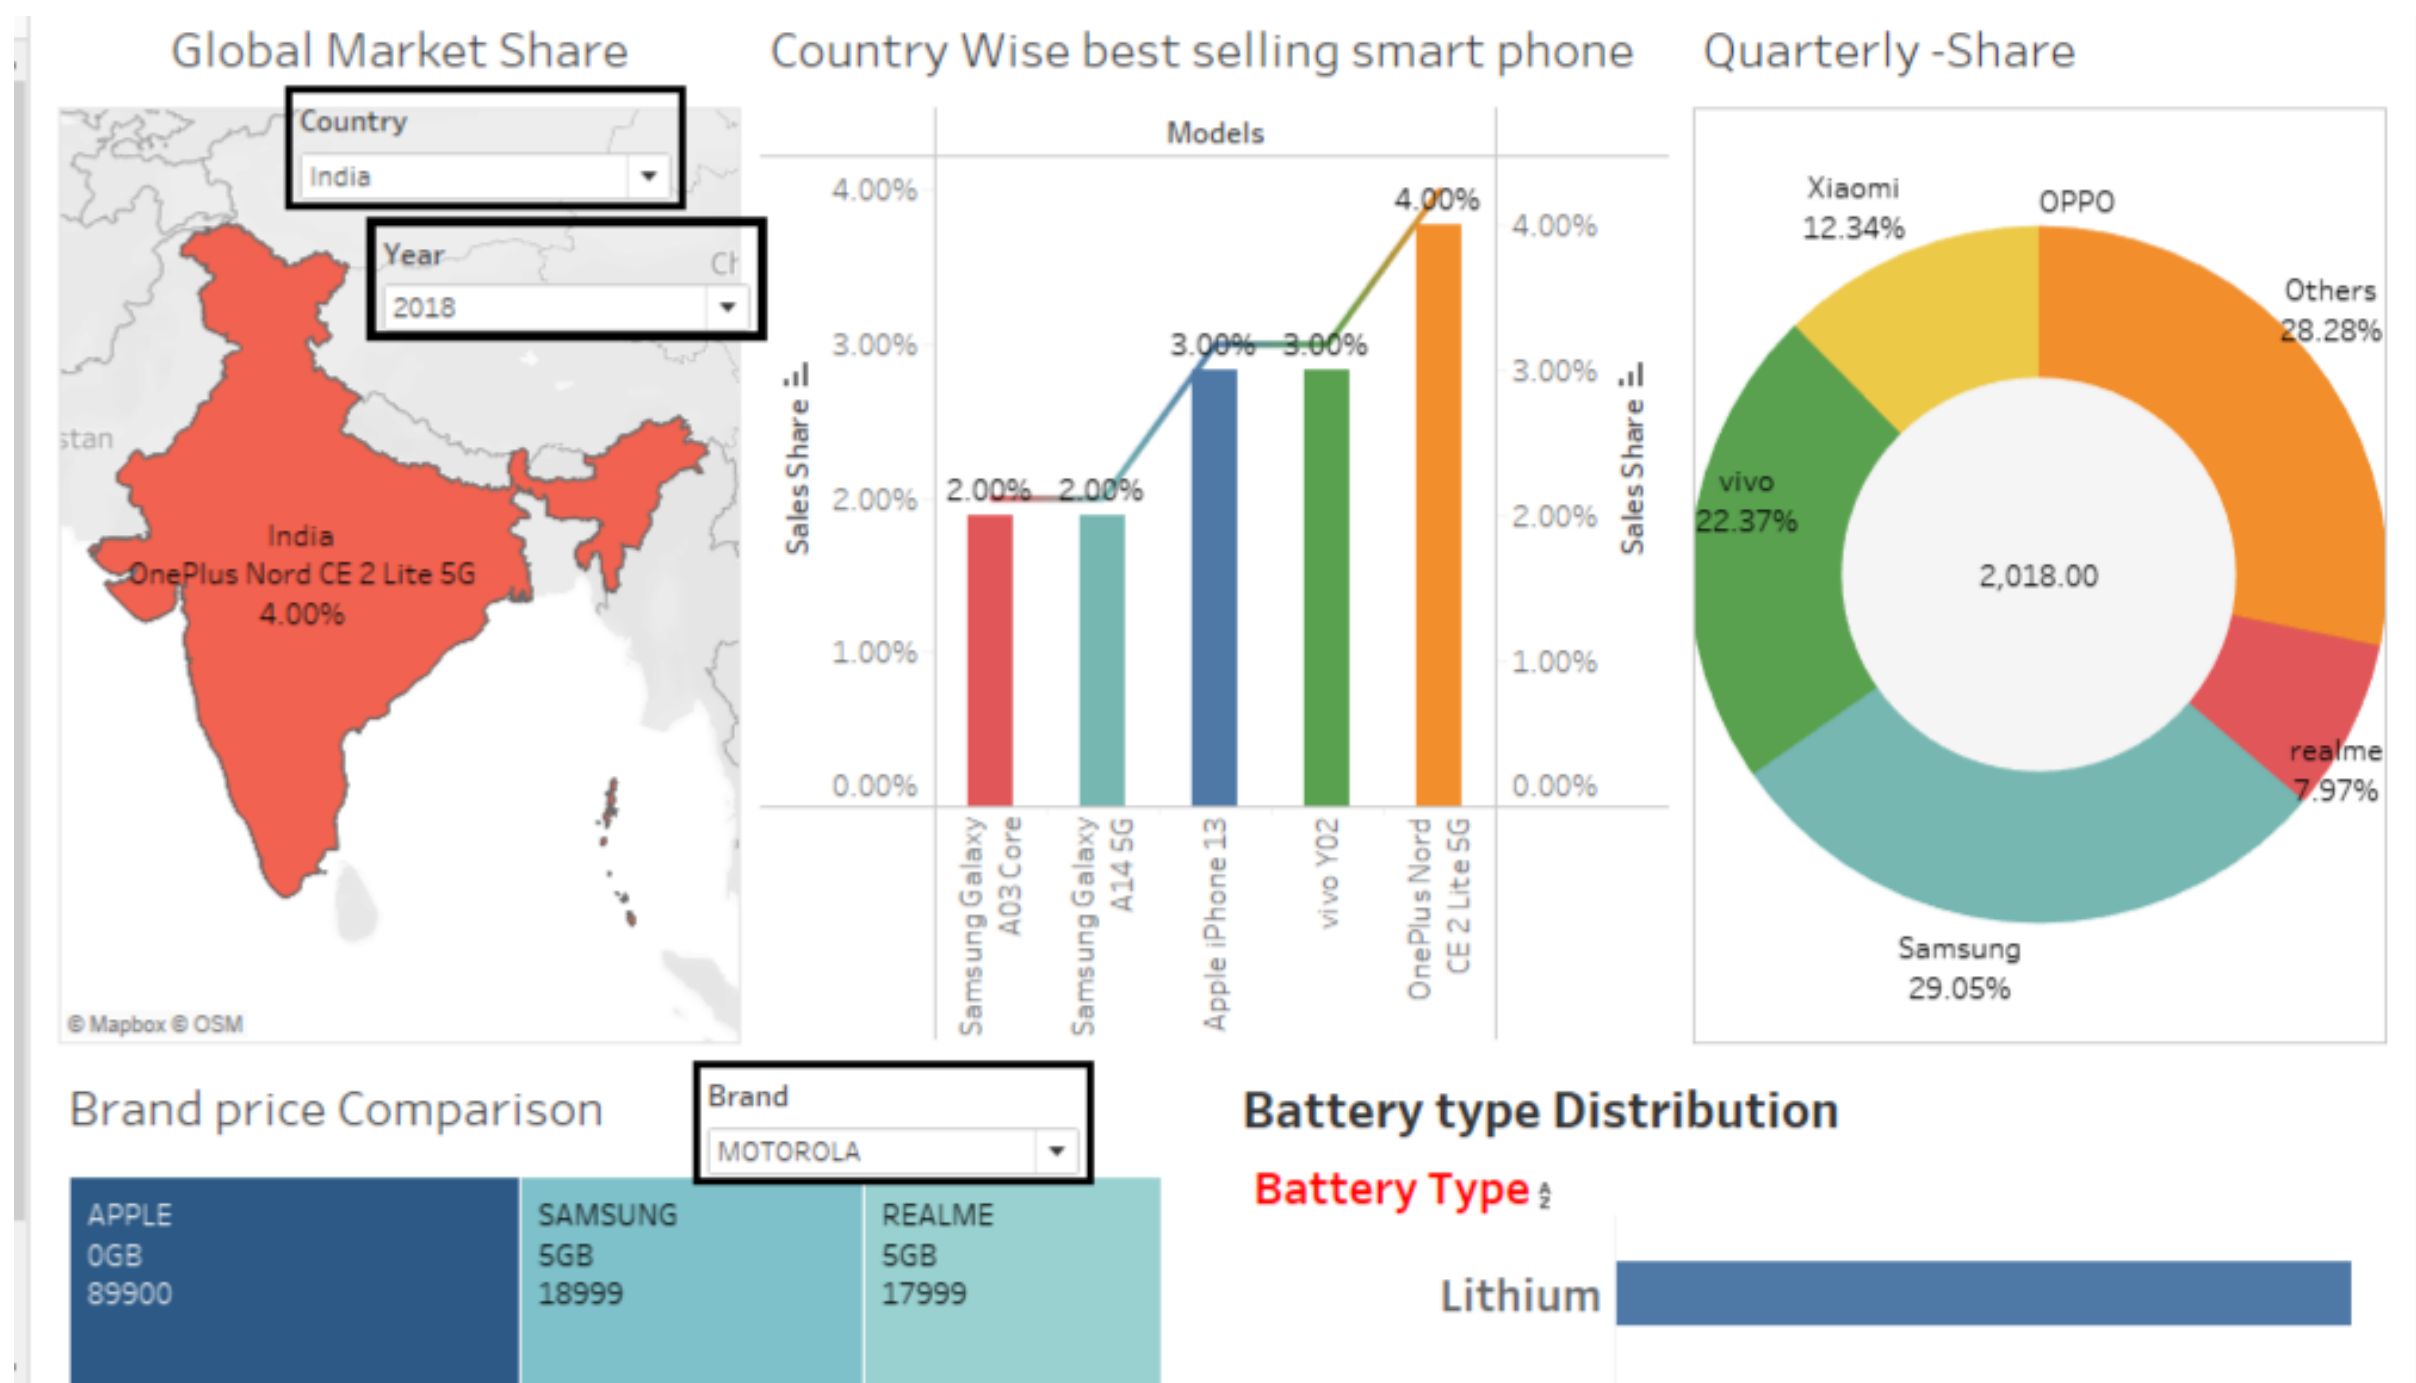 Global Market Share
Country
India
Year
2018
Ch
stan
India
OnePlus Nord CE 2 Lite 5G
4.00%
© Mapbox © OSM
Country Wise best selling smart phone
Models
4.00%
3.00%
2.00%
1.00%
0.00%
Sales Share
2.00%
2.00%
3.00%
3.00%
4.00%
4.00%
3.00%
2.00%
1.00%
0.00%
Sales Share
Samsung Galaxy
A03 Core
Samsung Galaxy
A14 5G
Apple iPhone 13
vivo Y02
OnePlus Nord
CE 2 Lite 5G
Quarterly -Share
Xiaomi
12.34%
OPPO
Others
28.28%
vivo
22.37%
2,018.00
realme
7.97%
Samsung
29.05%
Brand price Comparison
Brand
MOTOROLA
APPLE
0GB
89900
SAMSUNG
5GB
18999
REALME
5GB
17999
Battery type Distribution
Battery Type
Lithium